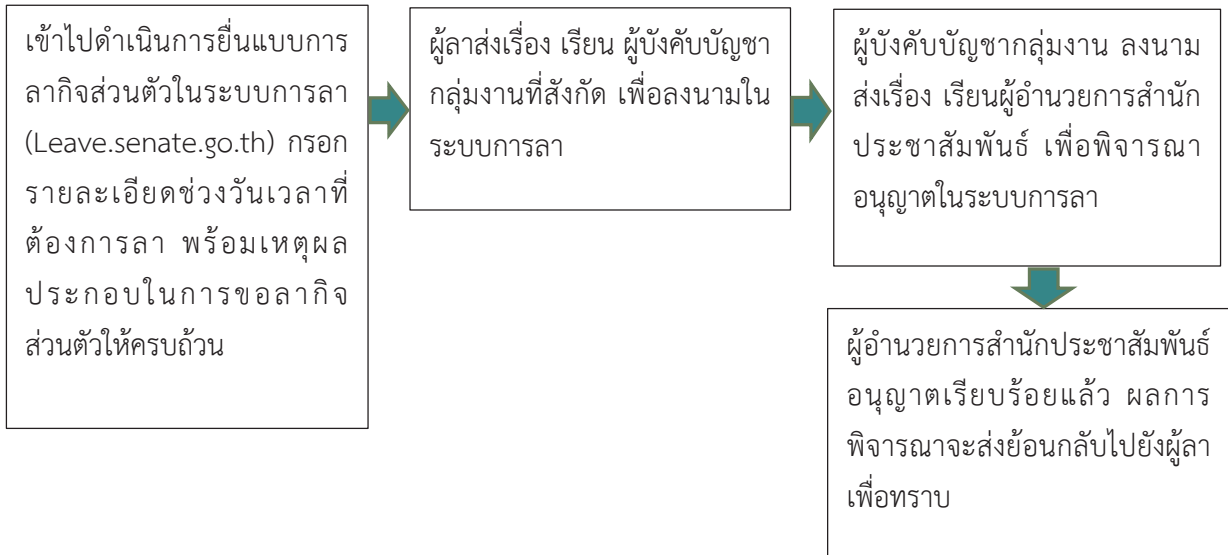 เข้าไปดำเนินการยื่นแบบการ
ลากิจส่วนตัวในระบบการลา
(Leave.senate.go.th) กรอก
รายละเอียดช่วงวันเวลาที่
ต้องการลา พร้อมเหตุผล
ประกอบในการขอลากิจ
ส่วนตัวให้ครบถ้วน
ผู้ลาส่งเรื่อง เรียน ผู้บังคับบัญชา
กลุ่มงานที่สังกัด เพื่อลงนามใน
ระบบการลา
ผู้บังคับบัญชากลุ่มงาน ลงนาม
ส่งเรื่อง เรียนผู้อำนวยการสำนัก
ประชาสัมพันธ์ เพื่อพิจารณา
อนุญาตในระบบการลา
ผู้อำนวยการสำนักประชาสัมพันธ์
อนุญาตเรียบร้อยแล้ว ผลการ
พิจารณาจะส่งย้อนกลับไปยังผู้ลา
เพื่อทราบ